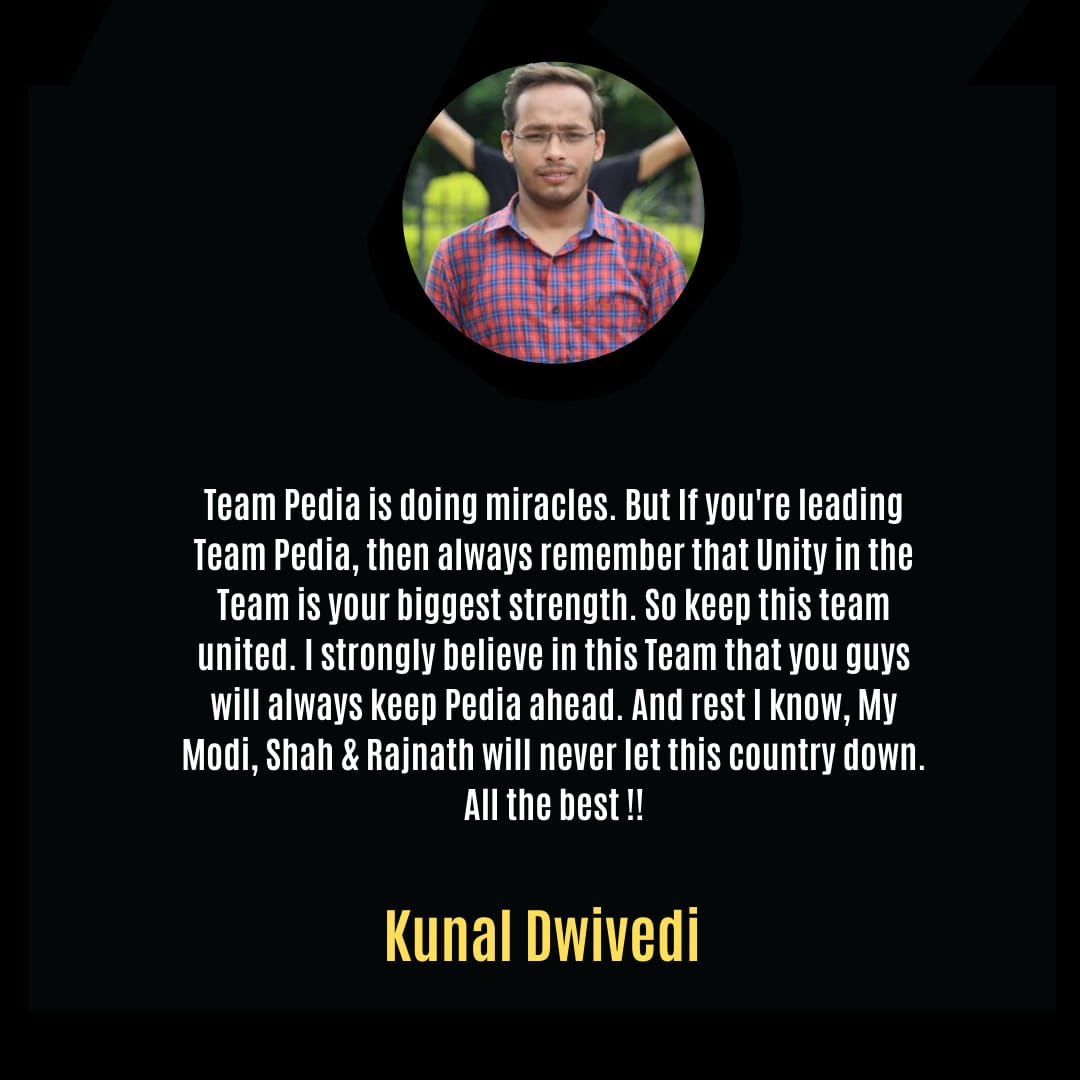 Team Pedia is doing miracles. But If you're leading
Team Pedia, then always remember that Unity in the
Team is your biggest strength. So keep this team
united. I strongly believe in this Team that you guys
will always keep Pedia ahead. And rest I know, My
Modi, Shah & Rajnath will never let this country down.
All the best !!
Kunal Dwivedi